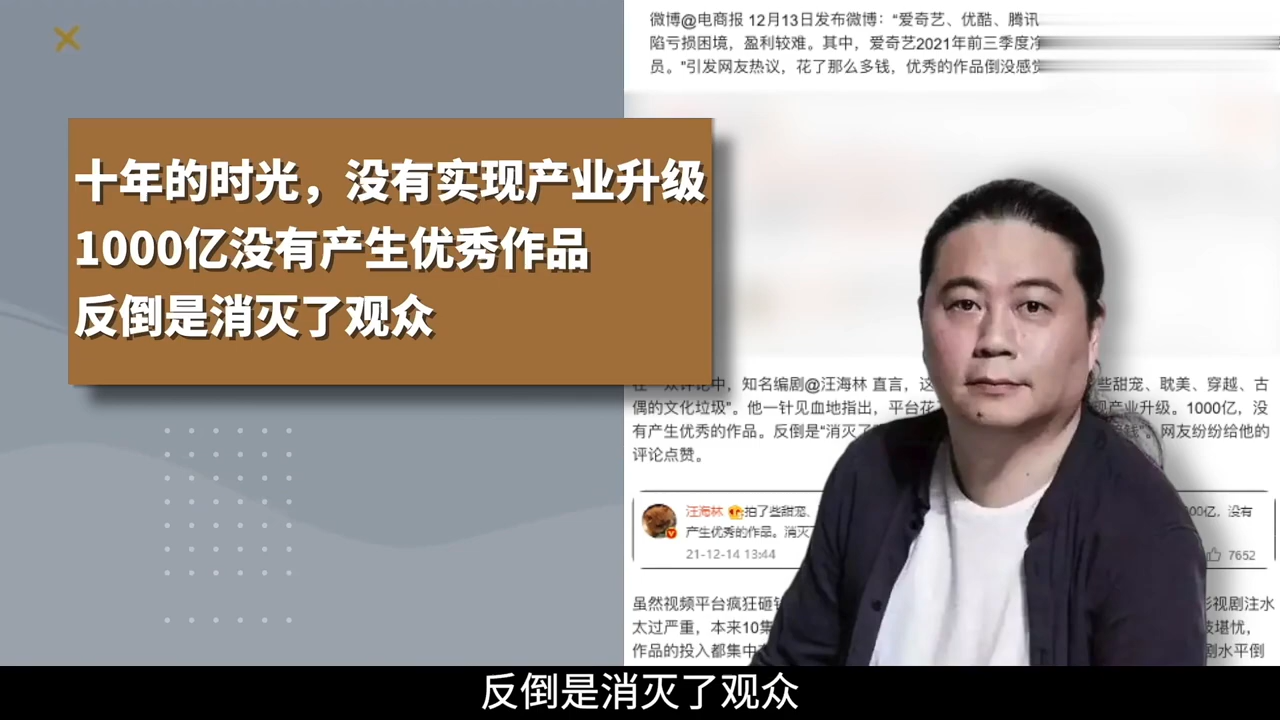 微博@电商报 12月13日发布微博：“爱奇艺、优酷、腾讯
陷亏损困境，盈利较难。其中，爱奇艺2021年前三季度净
员。"引发网友热议，花了那么多钱，优秀的作品倒没感觉
十年的时光，没有实现产业升级
1000亿没有产生优秀作品
反倒是消灭了观众
众评论中，知名编剧@汪海林 直言，这 些甜宠、耽美、穿越、古
偶的文化垃圾”。他一针见血地指出，平台花 现产业升级。1000亿，没
有产生优秀的作品。反倒是“消灭了 钱”，网友纷纷给他的
评论点赞。
汪海林 拍了些甜宠、 000亿，没有
产生优秀的作品。消灭
21-12-14 13:44 7652
虽然视频平台疯狂砸 影视剧注水
太过严重，本来10集 堪忧，
作品的投入都集中 剧水平倒
反倒是消灭了观众